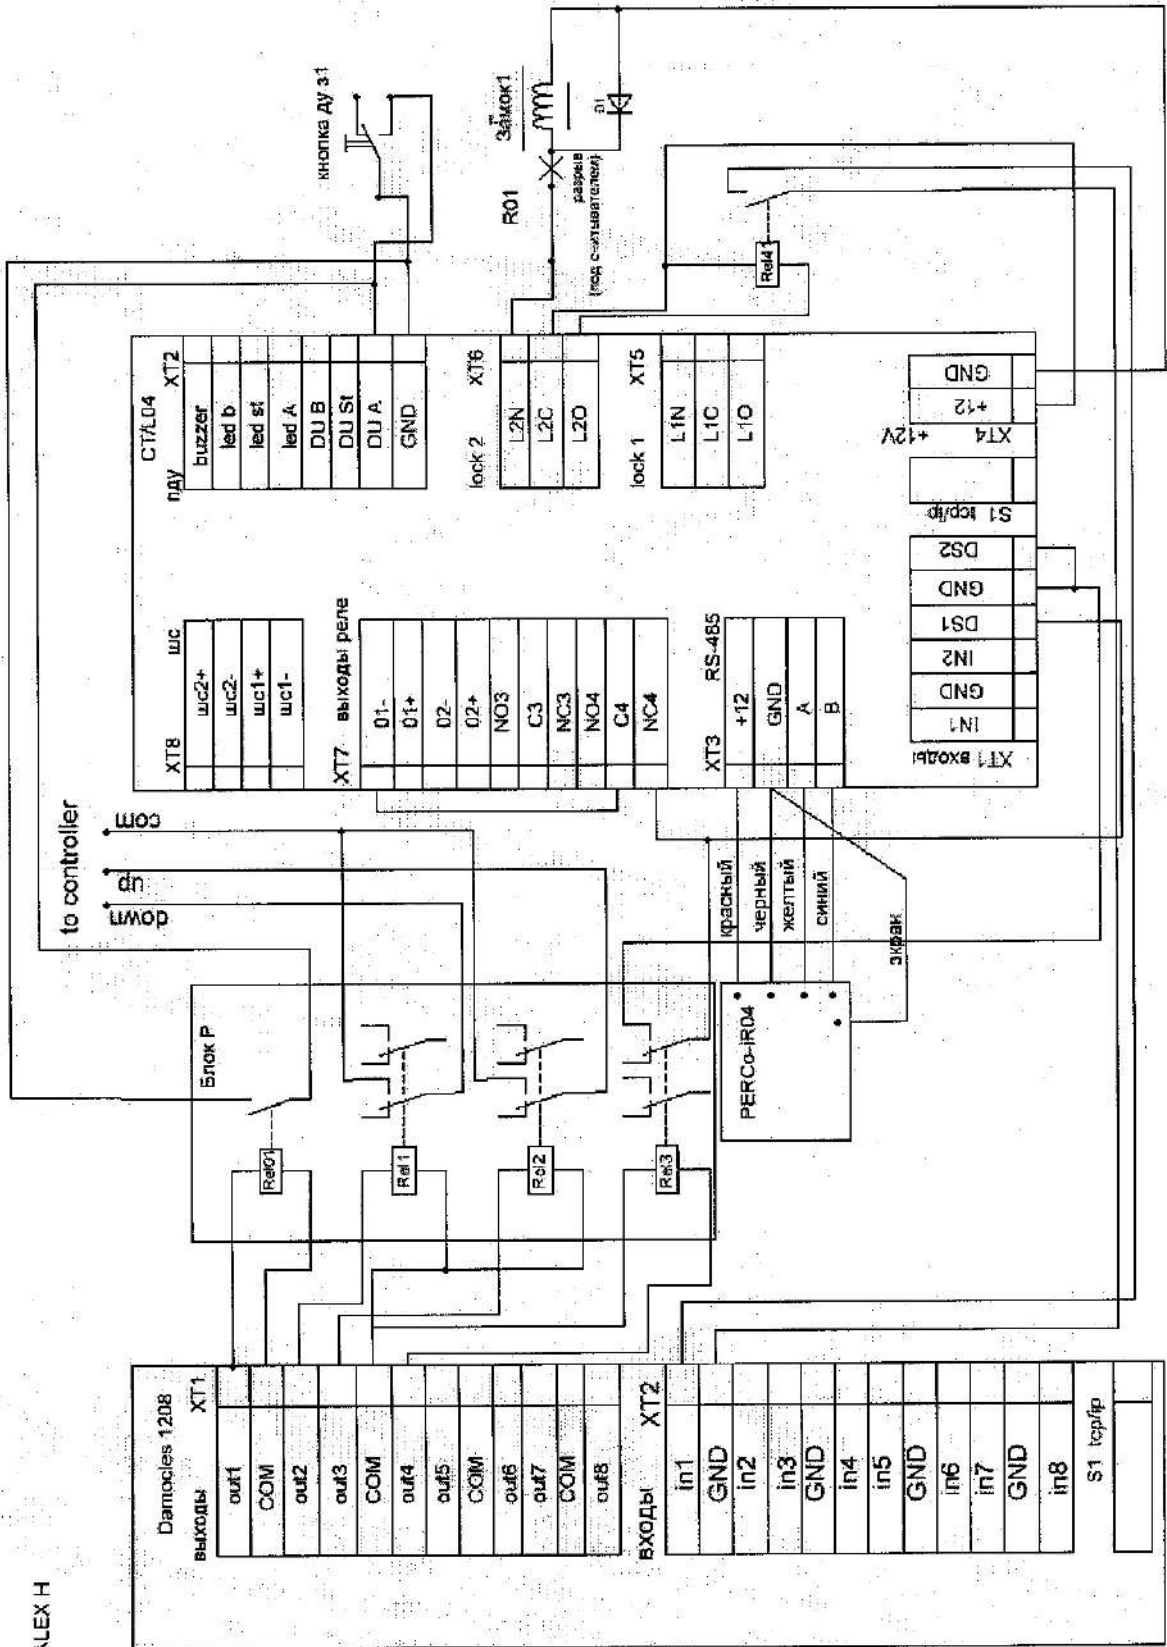 ALEX H
Damocles 1208
выходы XT1
out1
COM
out2
out3
COM
out4
out5
COM
out6
out7
COM
out8
ВХОДЫ XT2
in1
GND
in2
in3
GND
in4
in5
GND
in6
in7
GND
in8
S1 tcp/ip
Блок Р
Rel01
Rel1
Rel2
Rel3
to controller
down
up
com
PERCo-IR04
красный
черный
желтый
синий
экран
CT/L04
XT8 шс
шс2+
шс2-
шс1+
шс1-
XT7 выходы реле
01-
01+
02-
02+
NO3
C3
NC3
NO4
C4
NC4
XT3 RS-485
+12
GND
A
B
XT1 входы
IN1
GND
IN2
DS1
GND
DS2
S1 tcp/ip
XT4 +12V
+12
GND
пду XT2
buzzer
led b
led st
led A
DU B
DU St
DU A
GND
lock 2 XT6
L2N
L2C
L2O
lock 1 XT5
L1N
L1C
L1O
кнопка ДУ з1
Замок1
R01
D1
разрыв
(под считывателем)
Rel41